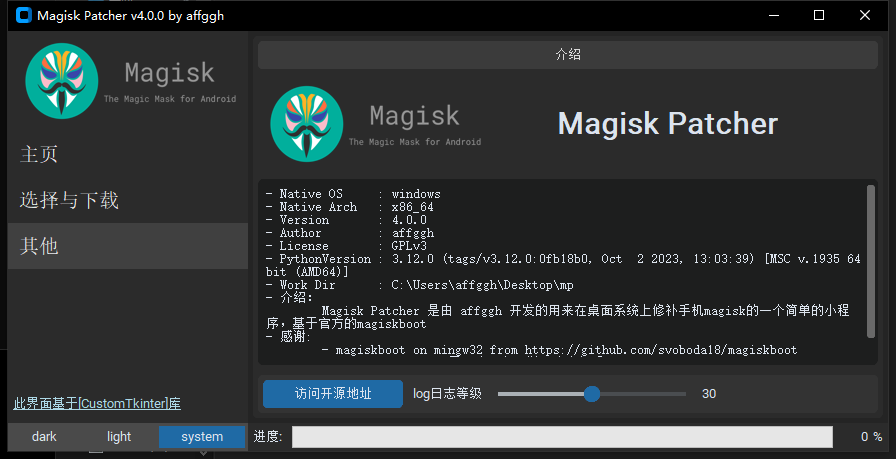 Magisk Patcher v4.0.0 by affggh
Magisk
The Magic Mask for Android
主页
选择与下载
其他
此界面基于[CustomTkinter]库
dark light system
介绍
Magisk
The Magic Mask for Android
Magisk Patcher
- Native OS : windows
- Native Arch : x86_64
- Version : 4.0.0
- Author : affggh
- License : GPLv3
- PythonVersion : 3.12.0 (tags/v3.12.0:0fb18b0, Oct 2 2023, 13:03:39) [MSC v.1935 64
bit (AMD64)]
- Work Dir : C:\Users\affggh\Desktop\mp
- 介绍:
Magisk Patcher 是由 affggh 开发的用来在桌面系统上修补手机magisk的一个简单的小程
序，基于官方的magiskboot
- 感谢:
- magiskboot on mingw32 from https://github.com/svoboda18/magiskboot
访问开源地址 log日志等级 30
进度: 0 %